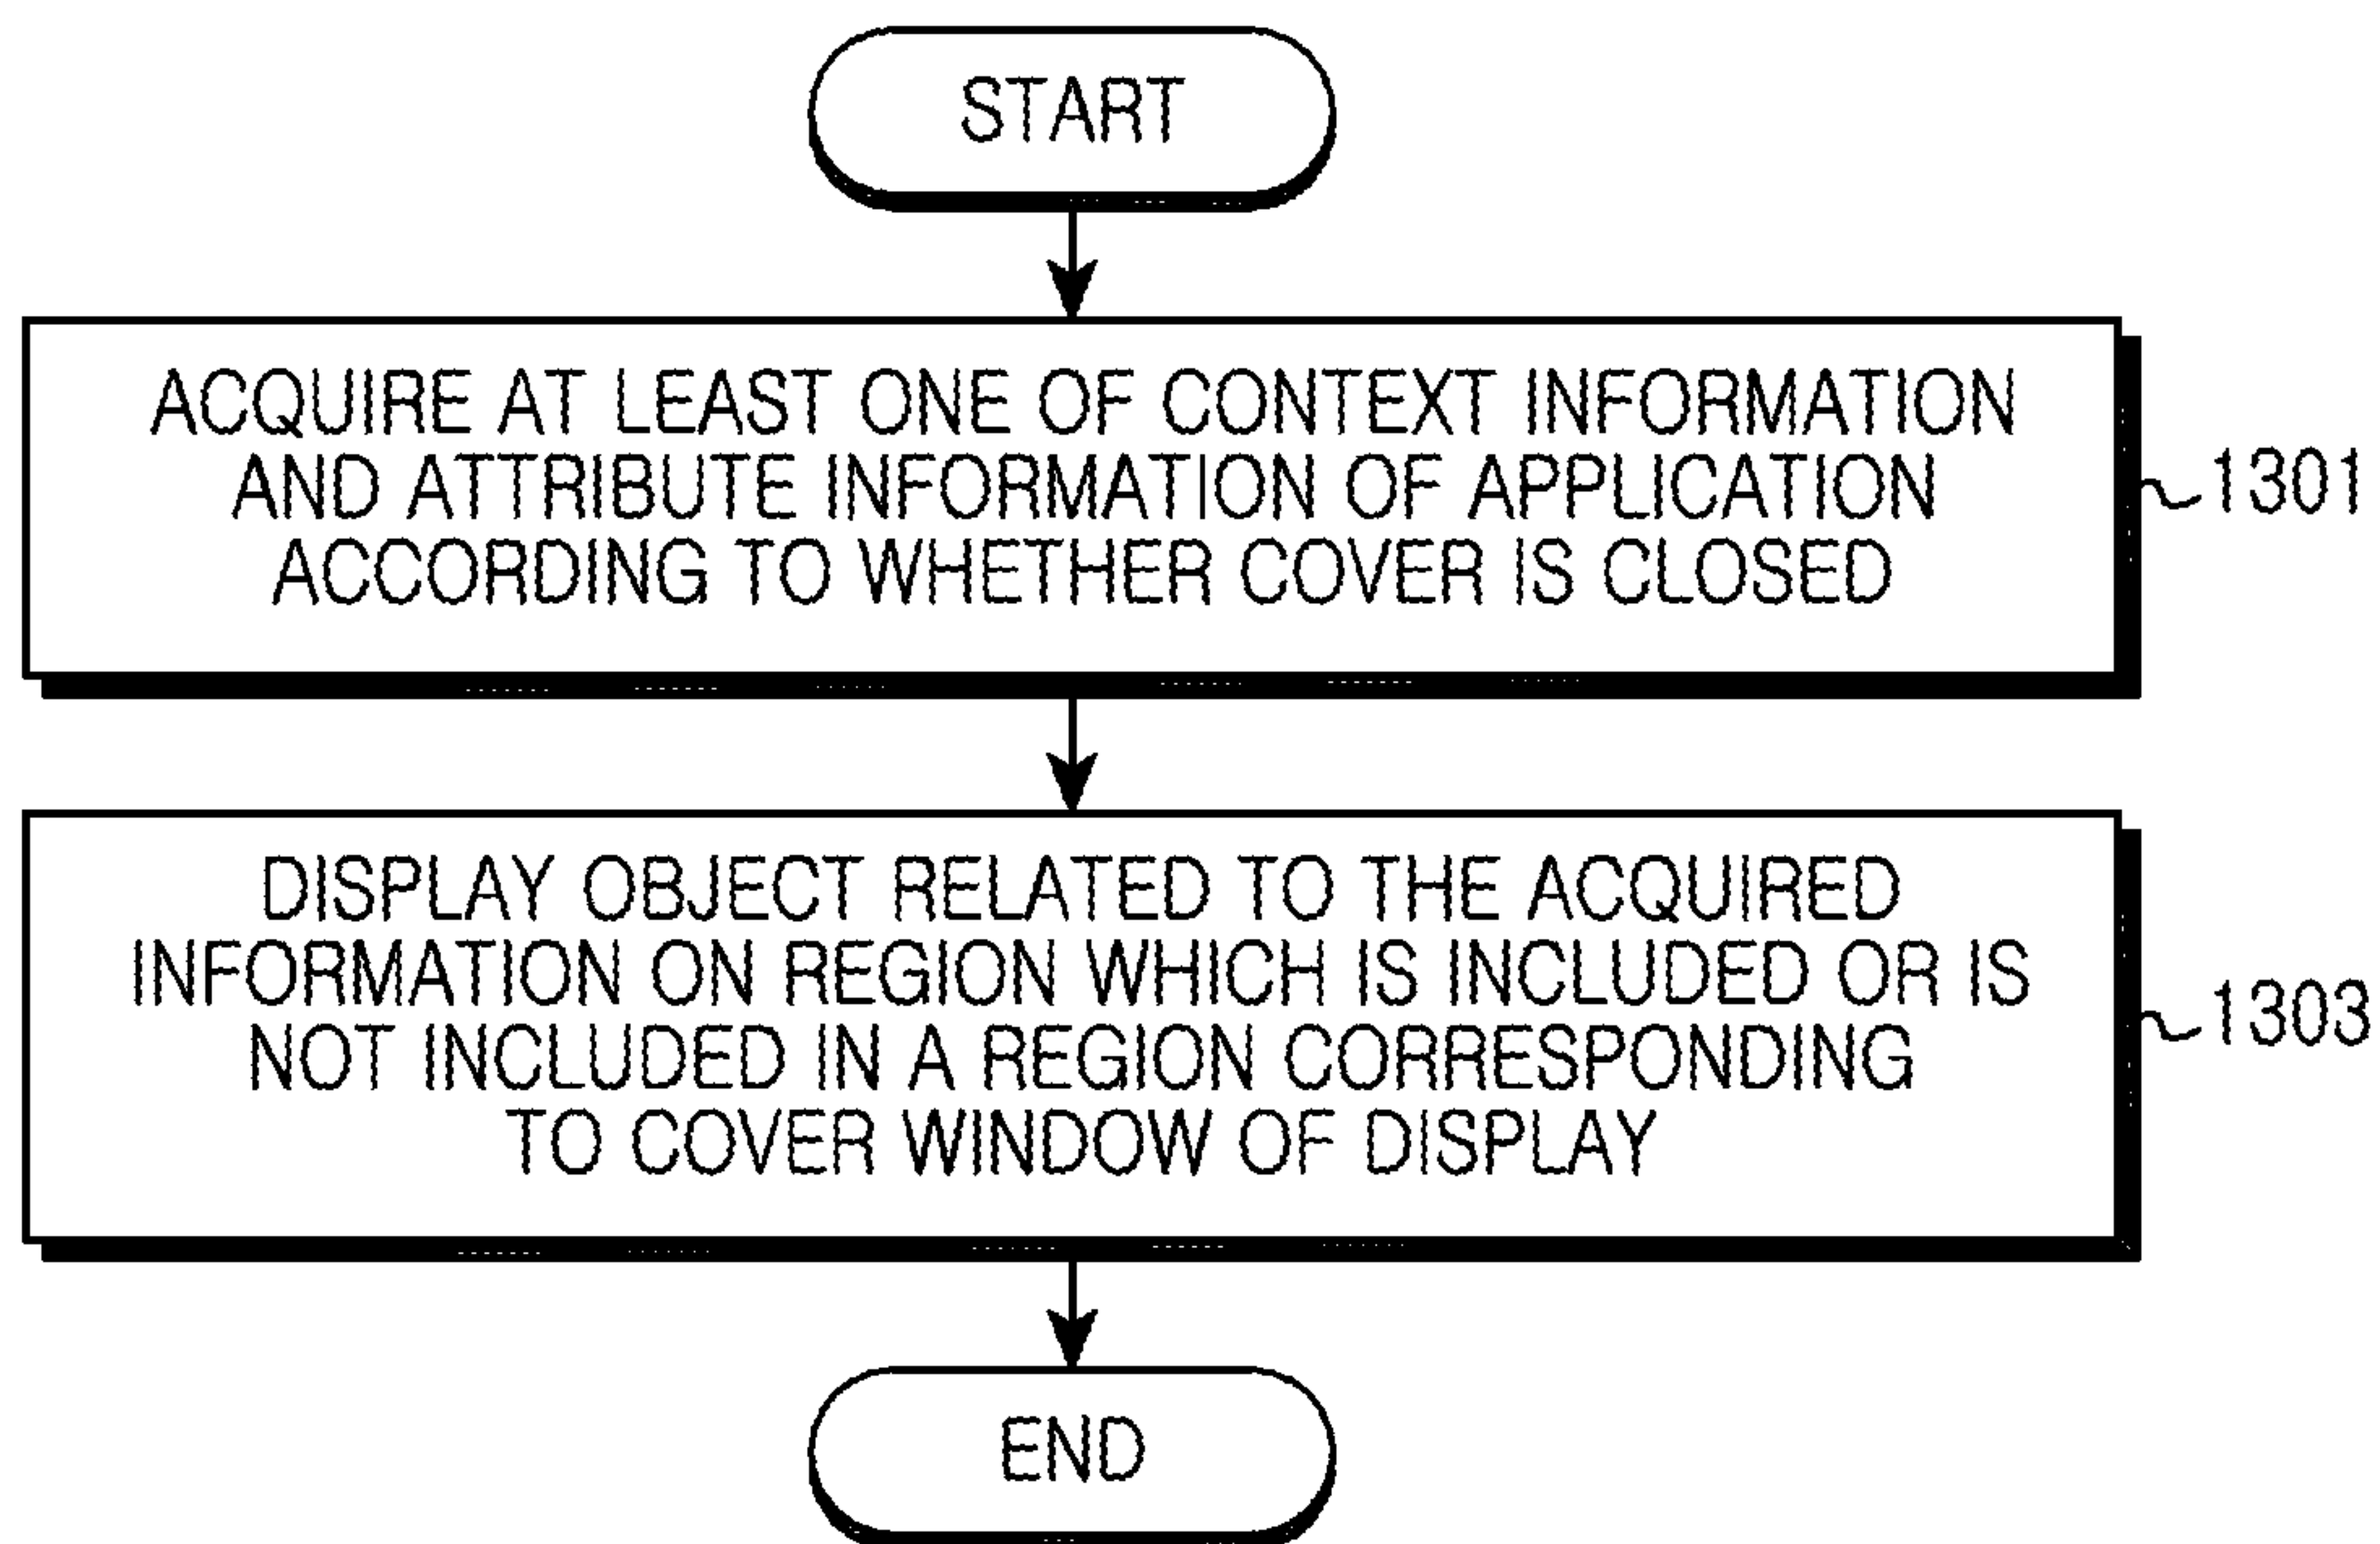 START
ACQUIRE AT LEAST ONE OF CONTEXT INFORMATION
AND ATTRIBUTE INFORMATION OF APPLICATION
ACCORDING TO WHETHER COVER IS CLOSED
1301
DISPLAY OBJECT RELATED TO THE ACQUIRED
INFORMATION ON REGION WHICH IS INCLUDED OR IS
NOT INCLUDED IN A REGION CORRESPONDING
TO COVER WINDOW OF DISPLAY
1303
END